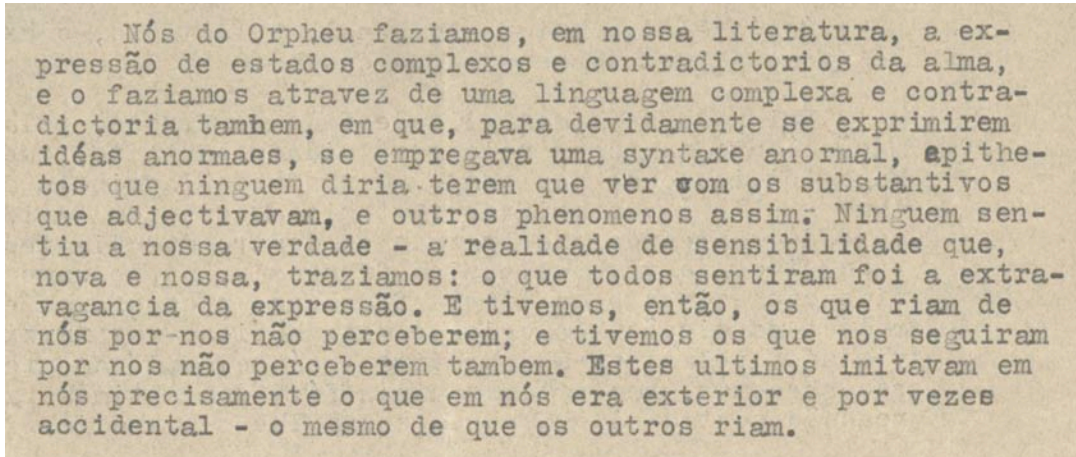 Nós do Orpheu faziamos, em nossa literatura, a ex-
pressão de estados complexos e contradictorios da alma,
e o faziamos atravez de uma linguagem complexa e contra-
dictoria tambem, em que, para devidamente se exprimirem
idéas anormaes, se empregava uma syntaxe anormal, epithe-
tos que ninguem diria terem que ver com os substantivos
que adjectivavam, e outros phenomenos assim. Ninguem sen-
tiu a nossa verdade - a realidade de sensibilidade que,
nova e nossa, traziamos: o que todos sentiram foi a extra-
vagancia da expressão. E tivemos, então, os que riam de
nós por nos não perceberem; e tivemos os que nos seguiram
por nos não perceberem tambem. Estes ultimos imitavam em
nós precisamente o que em nós era exterior e por vezes
accidental - o mesmo de que os outros riam.